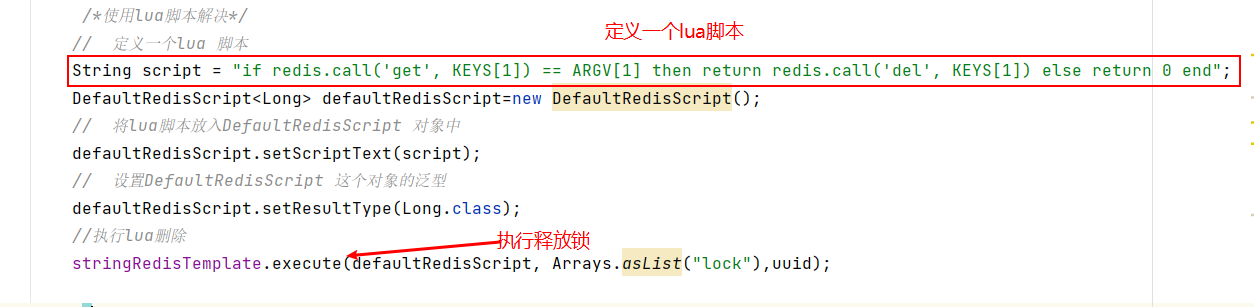 /*使用lua脚本解决*/
// 定义一个lua 脚本
定义一个lua脚本
String script = "if redis.call('get', KEYS[1]) == ARGV[1] then return redis.call('del', KEYS[1]) else return 0 end";
DefaultRedisScript<Long> defaultRedisScript=new DefaultRedisScript();
// 将lua脚本放入DefaultRedisScript 对象中
defaultRedisScript.setScriptText(script);
// 设置DefaultRedisScript 这个对象的泛型
defaultRedisScript.setResultType(Long.class);
//执行lua删除
执行释放锁
stringRedisTemplate.execute(defaultRedisScript, Arrays.asList("lock"),uuid);